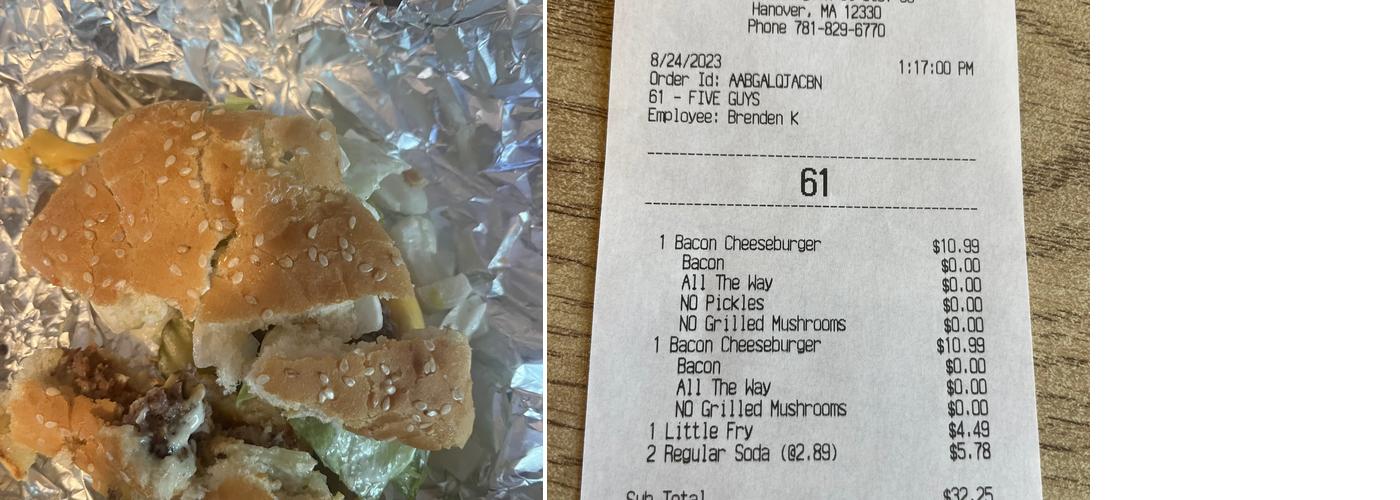 Hanover, MA 12330
Phone 781-829-6770
8/24/2023 1:17:00 PM
Order Id: AABGALQJACBN
61 - FIVE GUYS
Employee: Brenden K
61
1 Bacon Cheeseburger $10.99
Bacon $0.00
All The Way $0.00
NO Pickles $0.00
NO Grilled Mushrooms $0.00
1 Bacon Cheeseburger $10.99
Bacon $0.00
All The Way $0.00
NO Grilled Mushrooms $0.00
1 Little Fry $4.49
2 Regular Soda (@2.89) $5.78
Sub Total $32.25